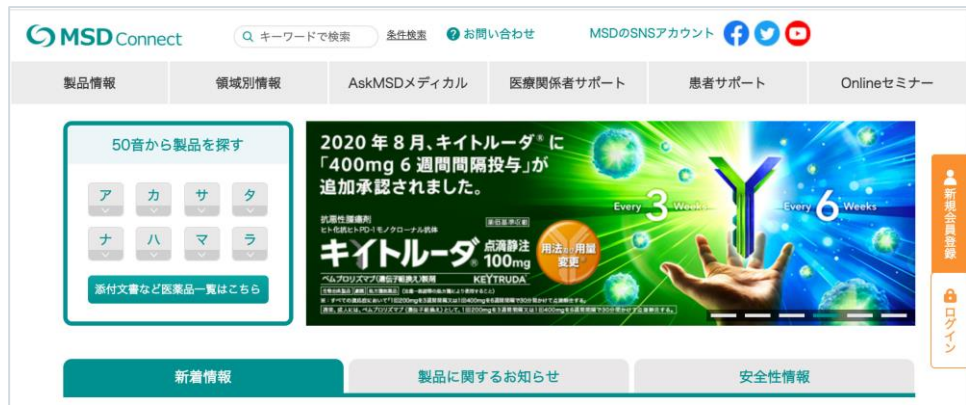 MSD Connect
キーワードで検索
条件検索
お問い合わせ
MSDのSNSアカウント
製品情報
領域別情報
AskMSDメディカル
医療関係者サポート
患者サポート
Onlineセミナー
50音から製品を探す
ア カ サ タ
ナ ハ マ ラ
添付文書など医薬品一覧はこちら
2020年8月、キイトルーダ® に
「400mg 6週間間隔
投与」が
追加承認されました。
Every 3 Weeks
Every 6 Weeks
抗悪性腫瘍剤
ヒト化抗ヒトPD-1モノクローナル抗体
薬価基準収載
キイトルーダ® 点滴静注
100mg
用法及び用量
変更
ペムブロリズマブ(遺伝子組換え)製剤 KEYTRUDA
新規会員登録
ログイン
新着情報
製品に関するお知らせ
安全性情報